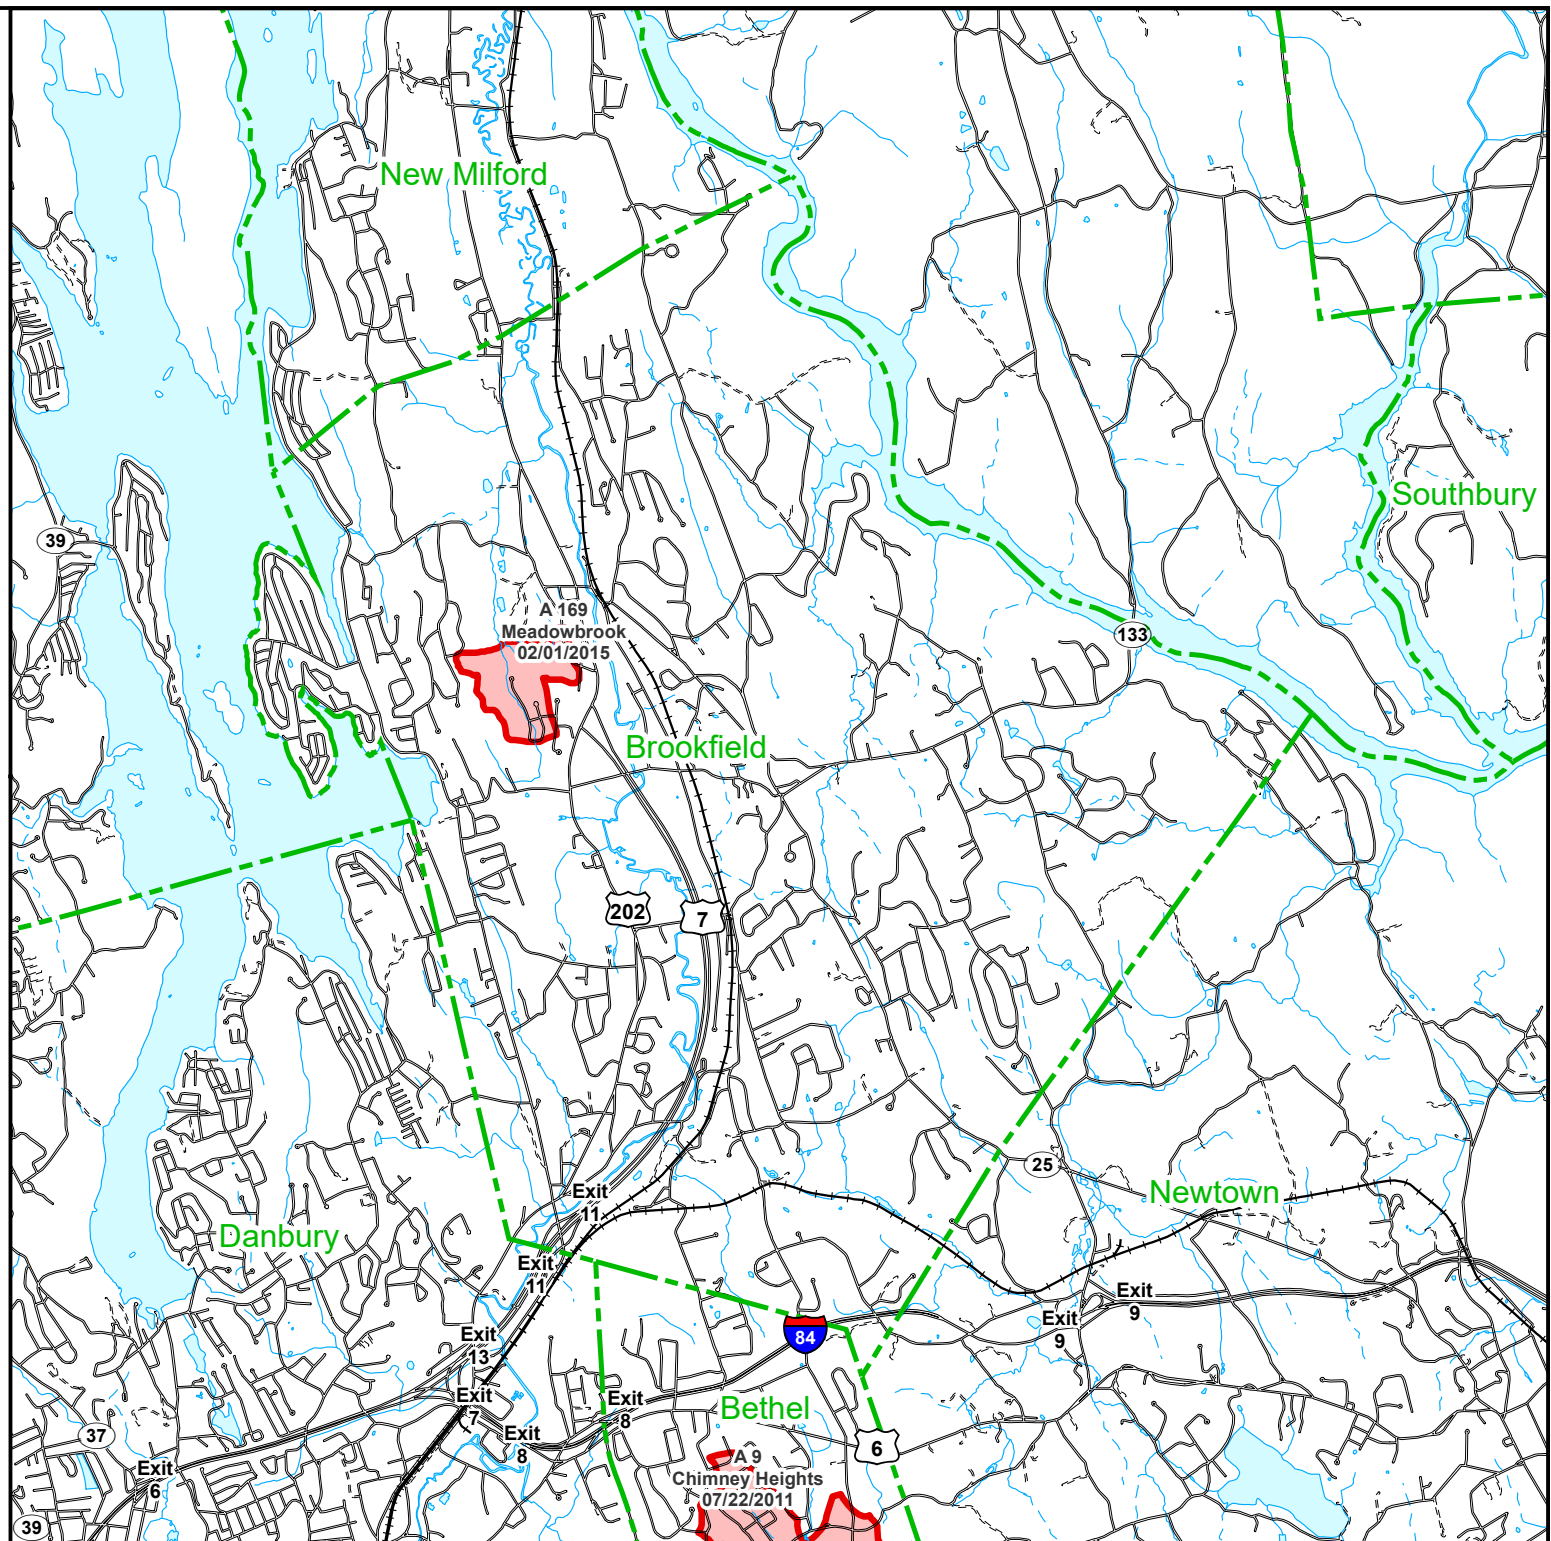 New Milford
Southbury
39
A 169
Meadowbrook
02/01/2015
133
Brookfield
202
7
25
Newtown
Exit
11
Danbury
Exit
11
Exit
9
Exit
9
84
Exit
13
Exit
7
Exit
8
Bethel
37
Exit
8
6
Exit
6
A 9
Chimney Heights
07/22/2011
39